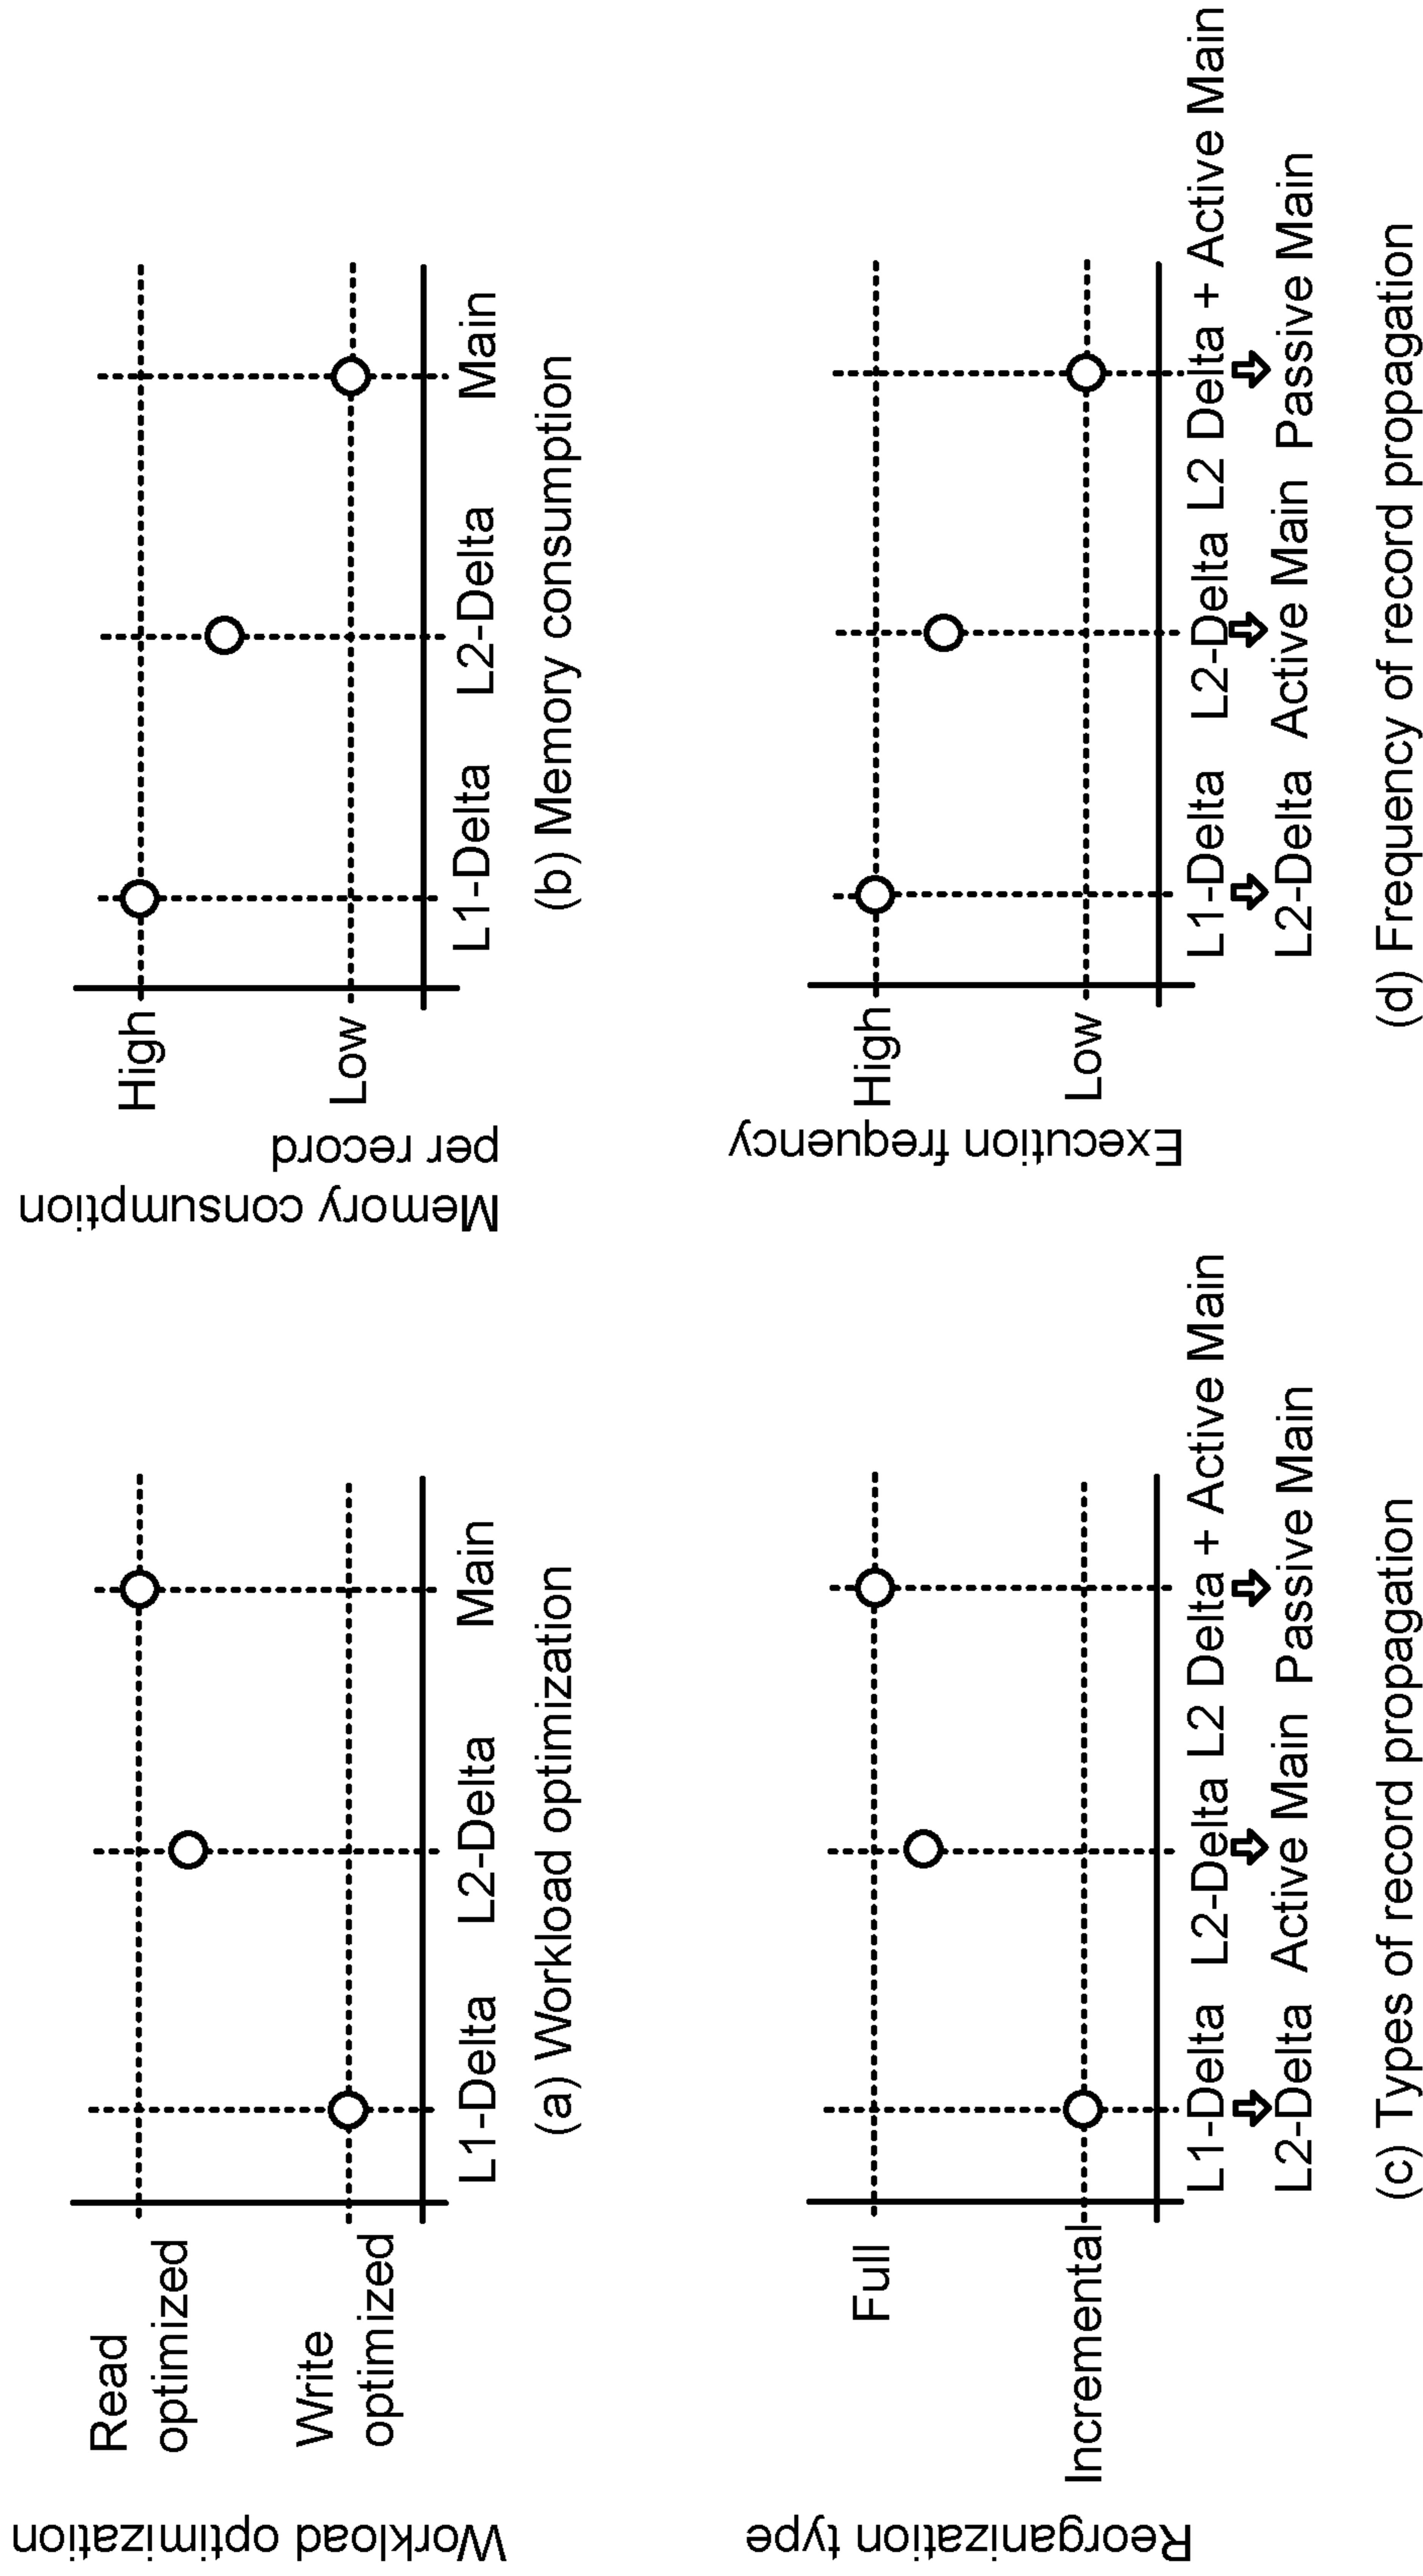 Workload optimization
Read
optimized
Write
optimized
L1-Delta L2-Delta Main
(a) Workload optimization
Memory consumption
per record
High
Low
L1-Delta L2-Delta Main
(b) Memory consumption
Reorganization type
Full
Incremental
L1-Delta L2-Delta L2 Delta + Active Main
L2-Delta Active Main Passive Main
(c) Types of record propagation
Execution frequency
High
Low
L1-Delta L2-Delta L2 Delta + Active Main
L2-Delta Active Main Passive Main
(d) Frequency of record propagation